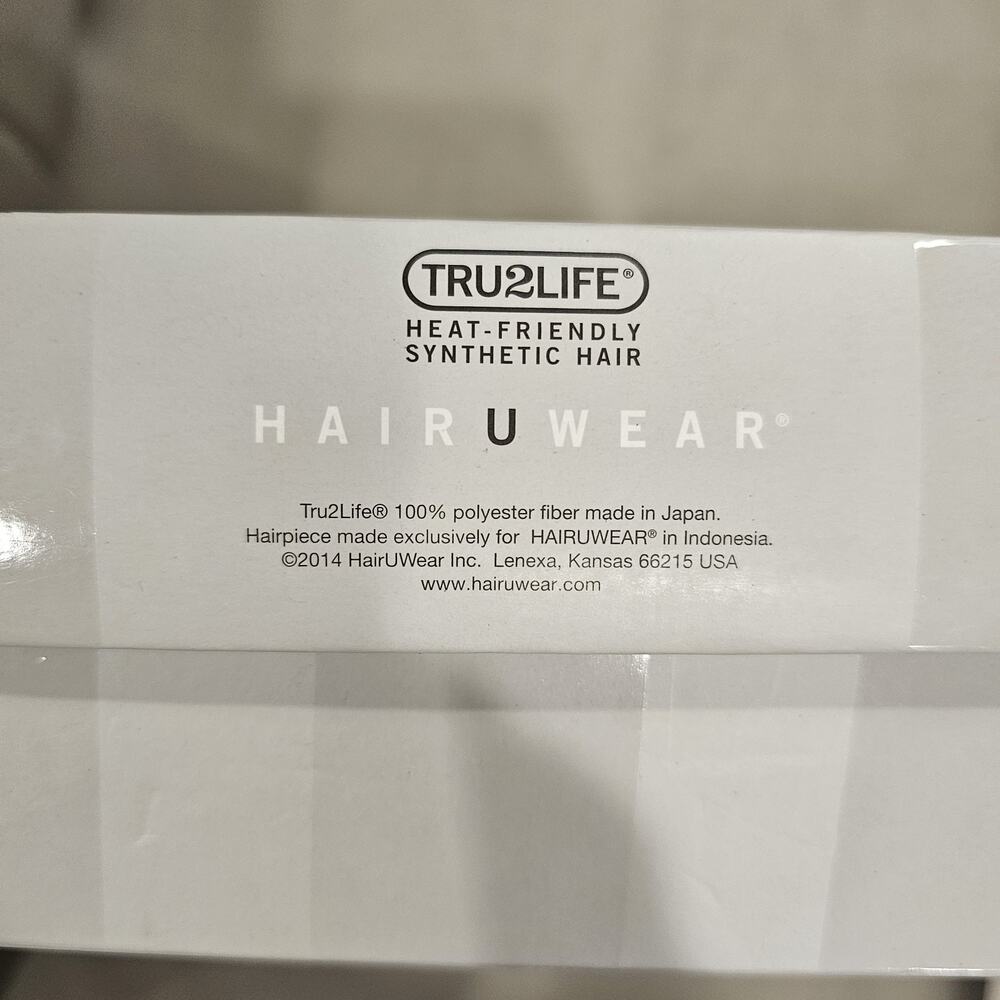 TRU2LIFE®
HEAT-FRIENDLY
SYNTHETIC HAIR
HAIRUWEAR®
Tru2Life® 100% polyester fiber made in Japan.
Hairpiece made exclusively for HAIRUWEAR® in Indonesia.
©2014 HairUWear Inc. Lenexa, Kansas 66215 USA
www.hairuwear.com